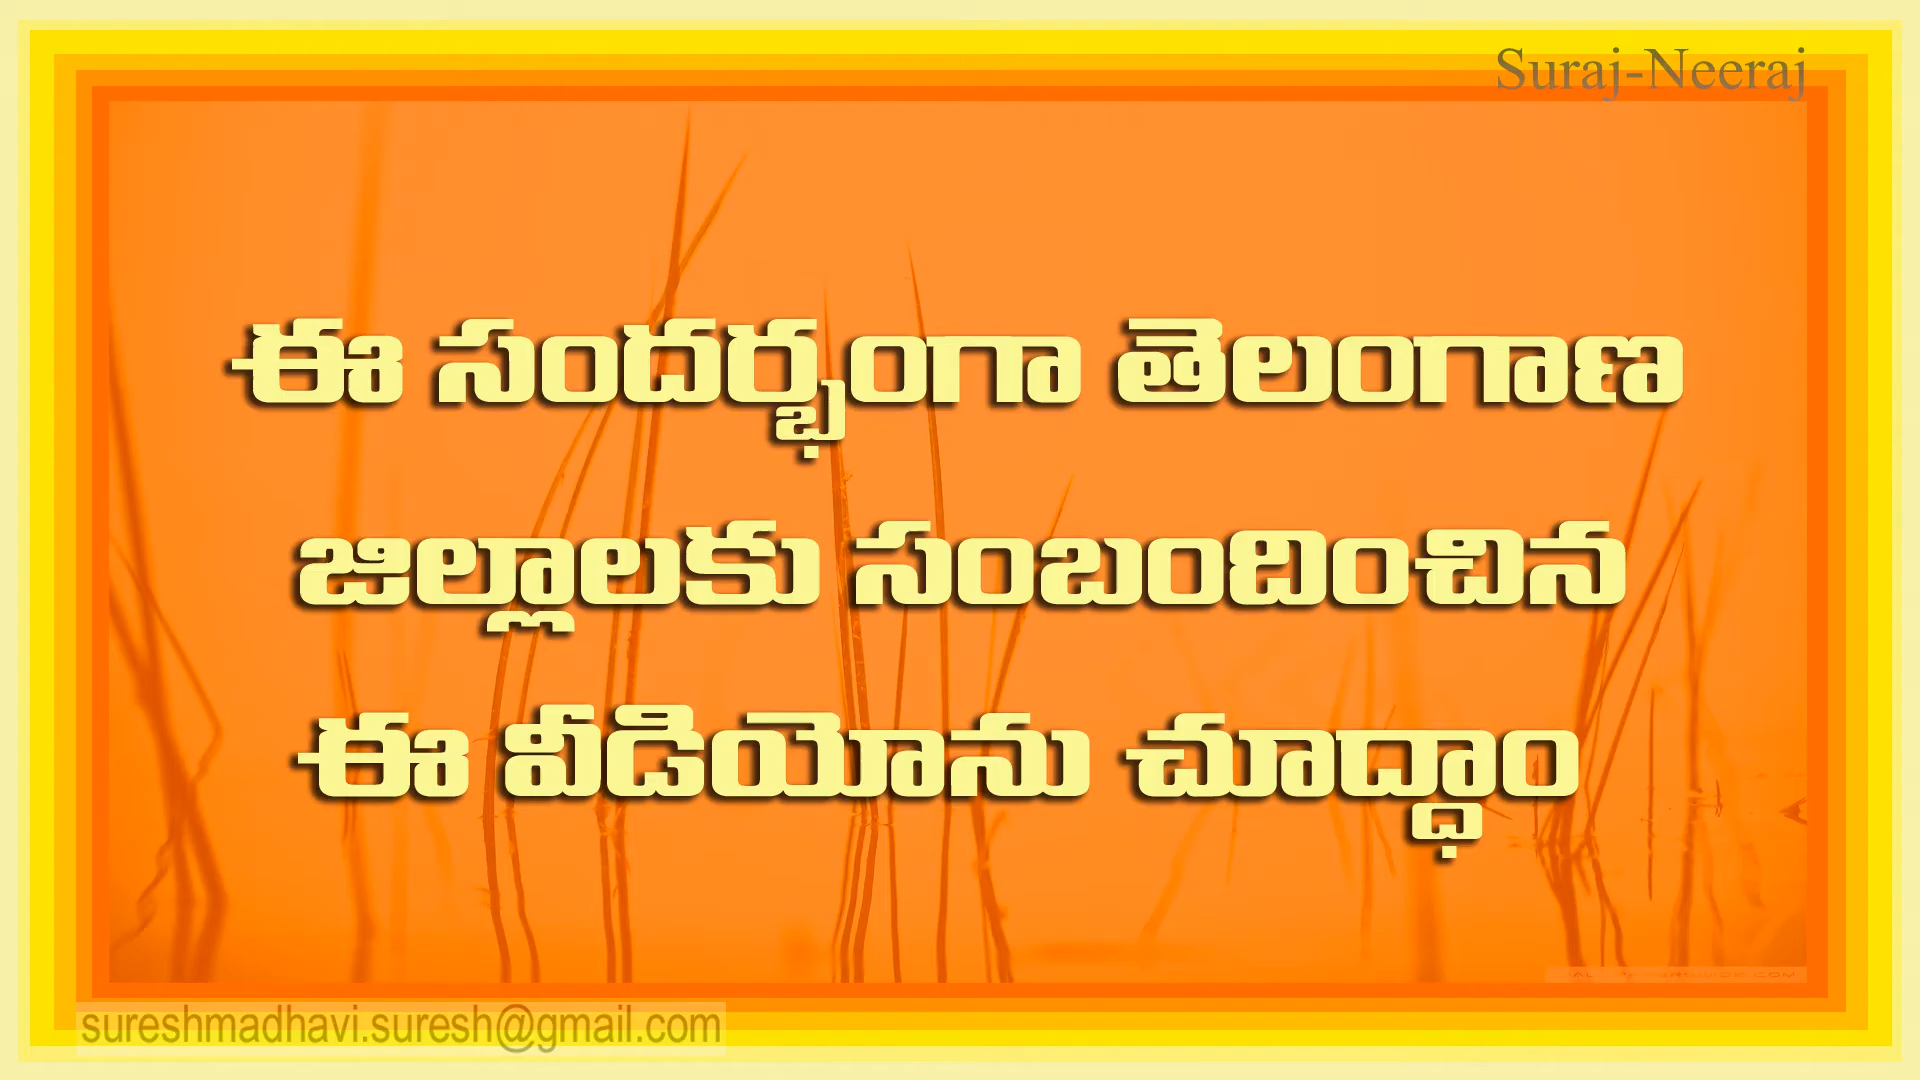 Suraj-Neeraj
ఈ సందర్భంగా తెలంగాణ
జిల్లాలకు సంబందించిన
ఈ వీడియోను చూద్ధాం
sureshmadhavi.suresh@gmail.com